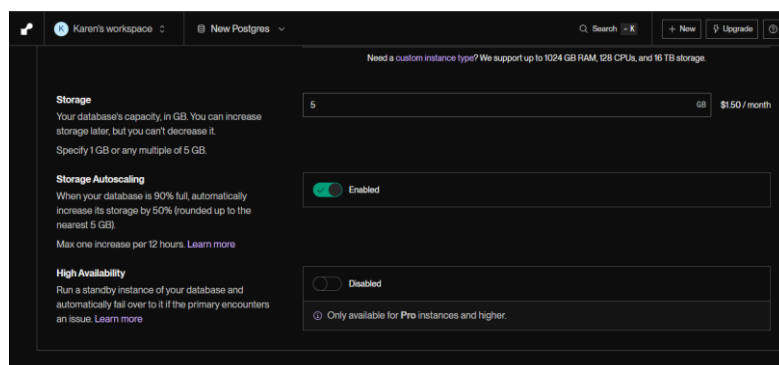 K Karen's workspace New Postgres Search K + New Upgrade
Need a custom instance type? We support up to 1024 GB RAM, 128 CPUs, and 16 TB storage.
Storage
Your database's capacity, in GB. You can increase
storage later, but you can't decrease it.
Specify 1 GB or any multiple of 5 GB.
5 GB $1.50 / month
Storage Autoscaling
When your database is 90% full, automatically
increase its storage by 50% (rounded up to the
nearest 5 GB).
Max one increase per 12 hours. Learn more
Enabled
High Availability
Run a standby instance of your database and
automatically fail over to it if the primary encounters
an issue. Learn more
Disabled
Only available for Pro instances and higher.